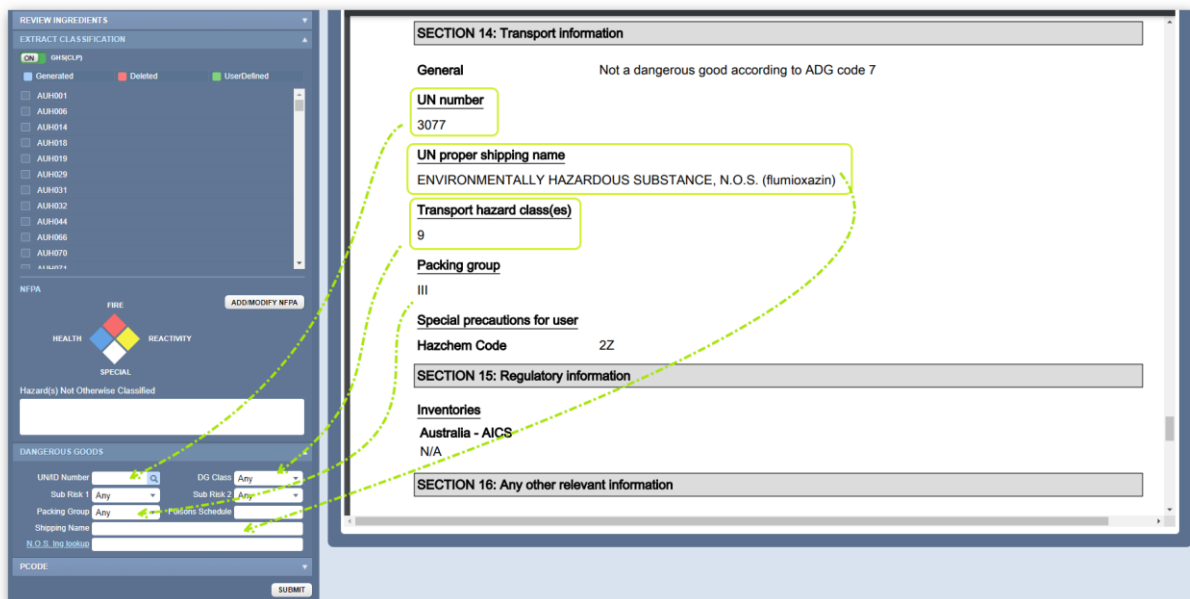 REVIEW INGREDIENTS
EXTRACT CLASSIFICATION
ON GHS(CLP)
Generated Deleted UserDefined
AUH001
AUH006
AUH014
AUH018
AUH019
AUH029
AUH031
AUH032
AUH044
AUH066
AUH070
AUH071
NFPA
ADD/MODIFY NFPA
FIRE
HEALTH REACTIVITY
SPECIAL
Hazard(s) Not Otherwise Classified
DANGEROUS GOODS
UN/ID Number DG Class Any
Sub Risk 1 Any Sub Risk 2 Any
Packing Group Any Poisons Schedule
Shipping Name
N.O.S. Ing lookup
PCODE
SUBMIT
SECTION 14: Transport information
General Not a dangerous good according to ADG code 7
UN number
3077
UN proper shipping name
ENVIRONMENTALLY HAZARDOUS SUBSTANCE, N.O.S. (flumioxazin)
Transport hazard class(es)
9
Packing group
III
Special precautions for user
Hazchem Code 2Z
SECTION 15: Regulatory information
Inventories
Australia - AICS
N/A
SECTION 16: Any other relevant information